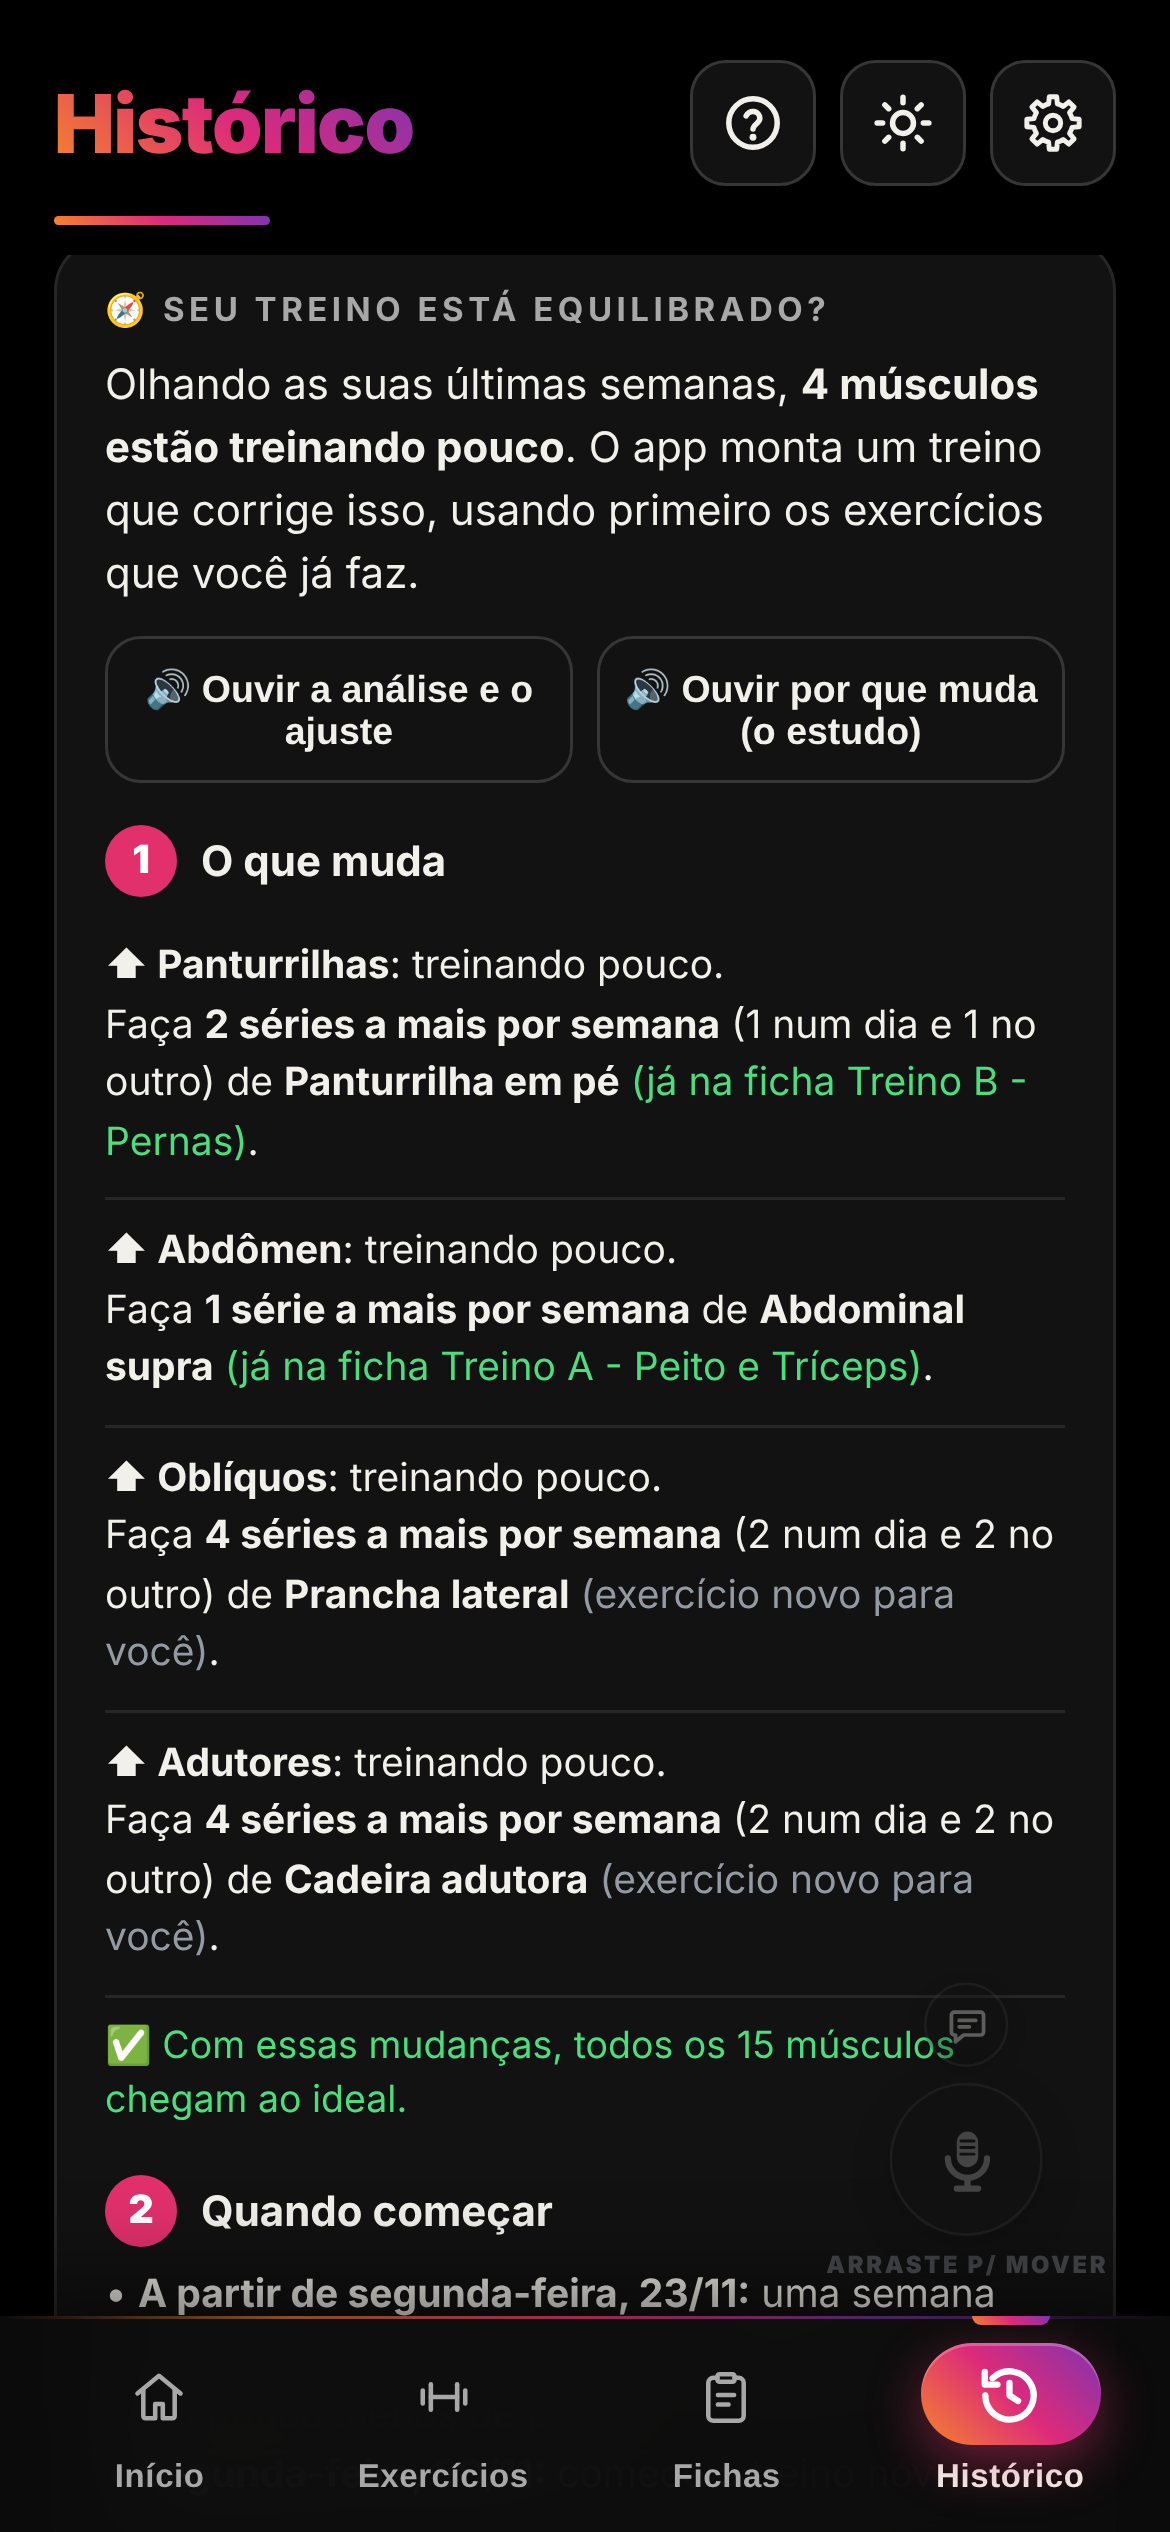 Histórico
SEU TREINO ESTÁ EQUILIBRADO?
Olhando as suas últimas semanas, 4 músculos
estão treinando pouco. O app monta um treino
que corrige isso, usando primeiro os exercícios
que você já faz.
Ouvir a análise e o
ajuste
Ouvir por que muda
(o estudo)
1 O que muda
Panturrilhas: treinando pouco.
Faça 2 séries a mais por semana (1 num dia e 1 no
outro) de Panturrilha em pé (já na ficha Treino B -
Pernas).
Abdômen: treinando pouco.
Faça 1 série a mais por semana de Abdominal
supra (já na ficha Treino A - Peito e Tríceps).
Oblíquos: treinando pouco.
Faça 4 séries a mais por semana (2 num dia e 2 no
outro) de Prancha lateral (exercício novo para
você).
Adutores: treinando pouco.
Faça 4 séries a mais por semana (2 num dia e 2 no
outro) de Cadeira adutora (exercício novo para
você).
✅ Com essas mudanças, todos os 15 músculos
chegam ao ideal.
2 Quando começar
ARRASTE P/ MOVER
• A partir de segunda-feira, 23/11: uma semana
Início
Exercícios
Fichas
Histórico